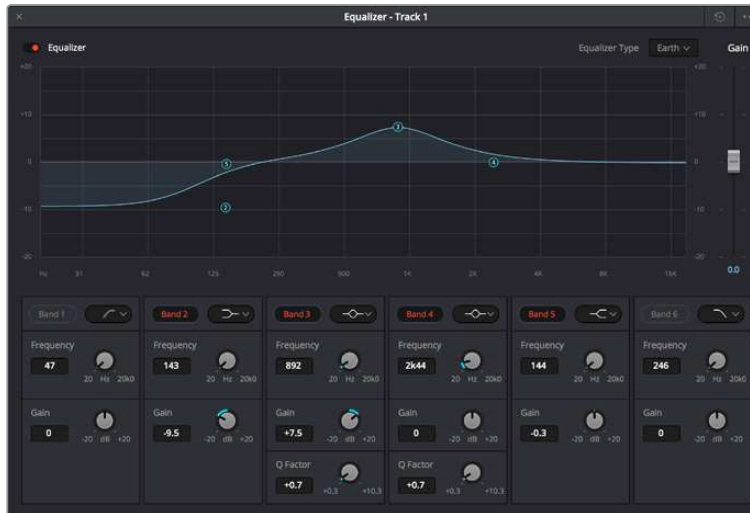 Equalizer - Track 1
Equalizer
Equalizer Type Earth Gain
+20 +20
+10 +10
0 0
-10 -10
-20 -20
5 3 4 2
Hz 31 62 125 250 500 1K 2K 4K 8K 16K
0.0
Band 1 Band 2 Band 3 Band 4 Band 5 Band 6
Frequency Frequency Frequency Frequency Frequency Frequency
47 143 892 2k44 144 246
20 Hz 20k0 20 Hz 20k0 20 Hz 20k0 20 Hz 20k0 20 Hz 20k0 20 Hz 20k0
Gain Gain Gain Gain Gain Gain
0 -9.5 +7.5 0 -0.3 0
-20 dB +20 -20 dB +20 -20 dB +20 -20 dB +20 -20 dB +20 -20 dB +20
Q Factor Q Factor
+0.7 +0.7
+0.3 +10.3 +0.3 +10.3